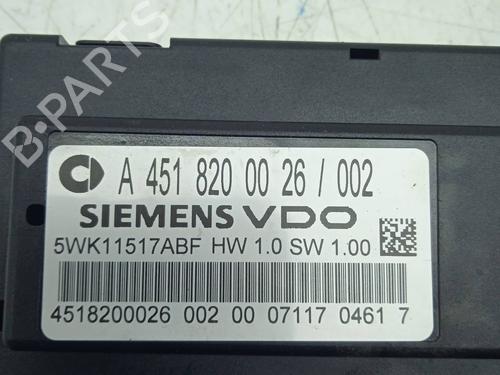 B-PARTS
A 451 820 00 26 / 002
SIEMENS VDO
5WK11517ABF HW 1.0 SW 1.00
4518200026 002 00 07117 0461 7